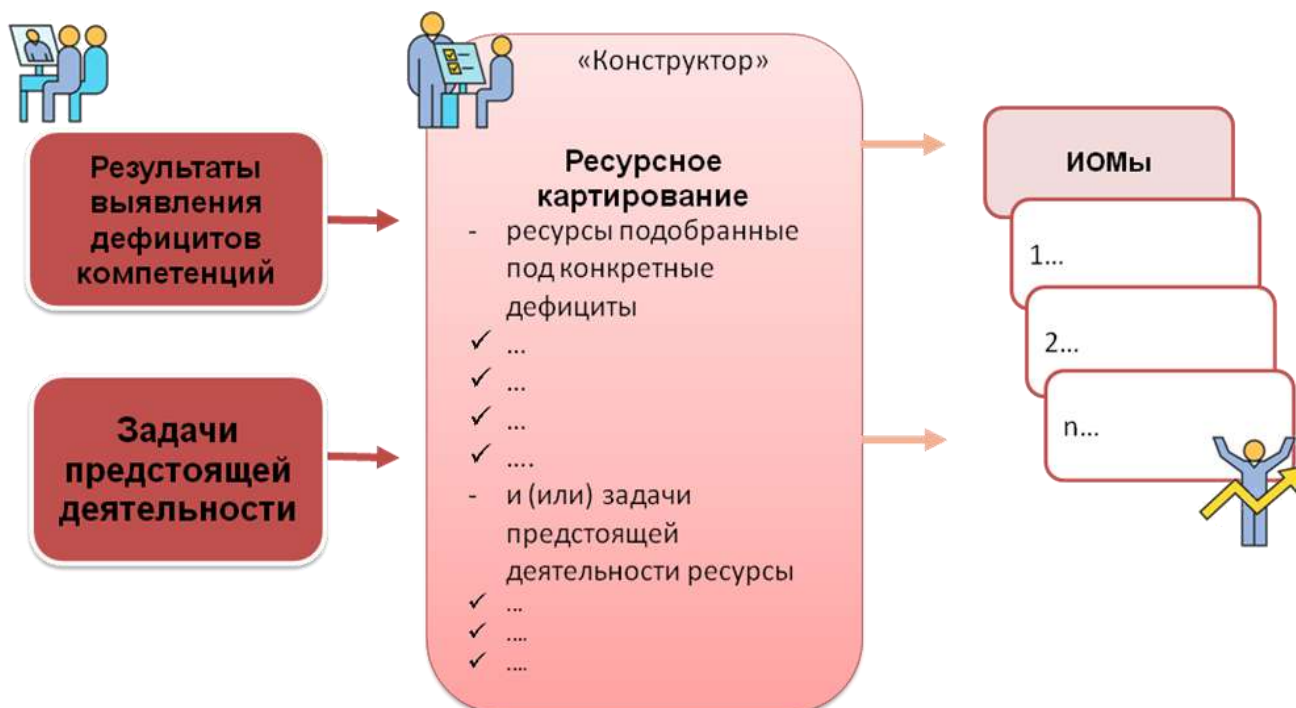 Результаты
выявления
дефицитов
компетенций
Задачи
предстоящей
деятельности
«Конструктор»
Ресурсное
картирование
- ресурсы подобранные
под конкретные
дефициты
✓ ...
✓ ...
✓ ...
✓ ....
- и (или) задачи
предстоящей
деятельности ресурсы
✓ ...
✓ ....
✓ ....
ИОМы
1...
2...
n...